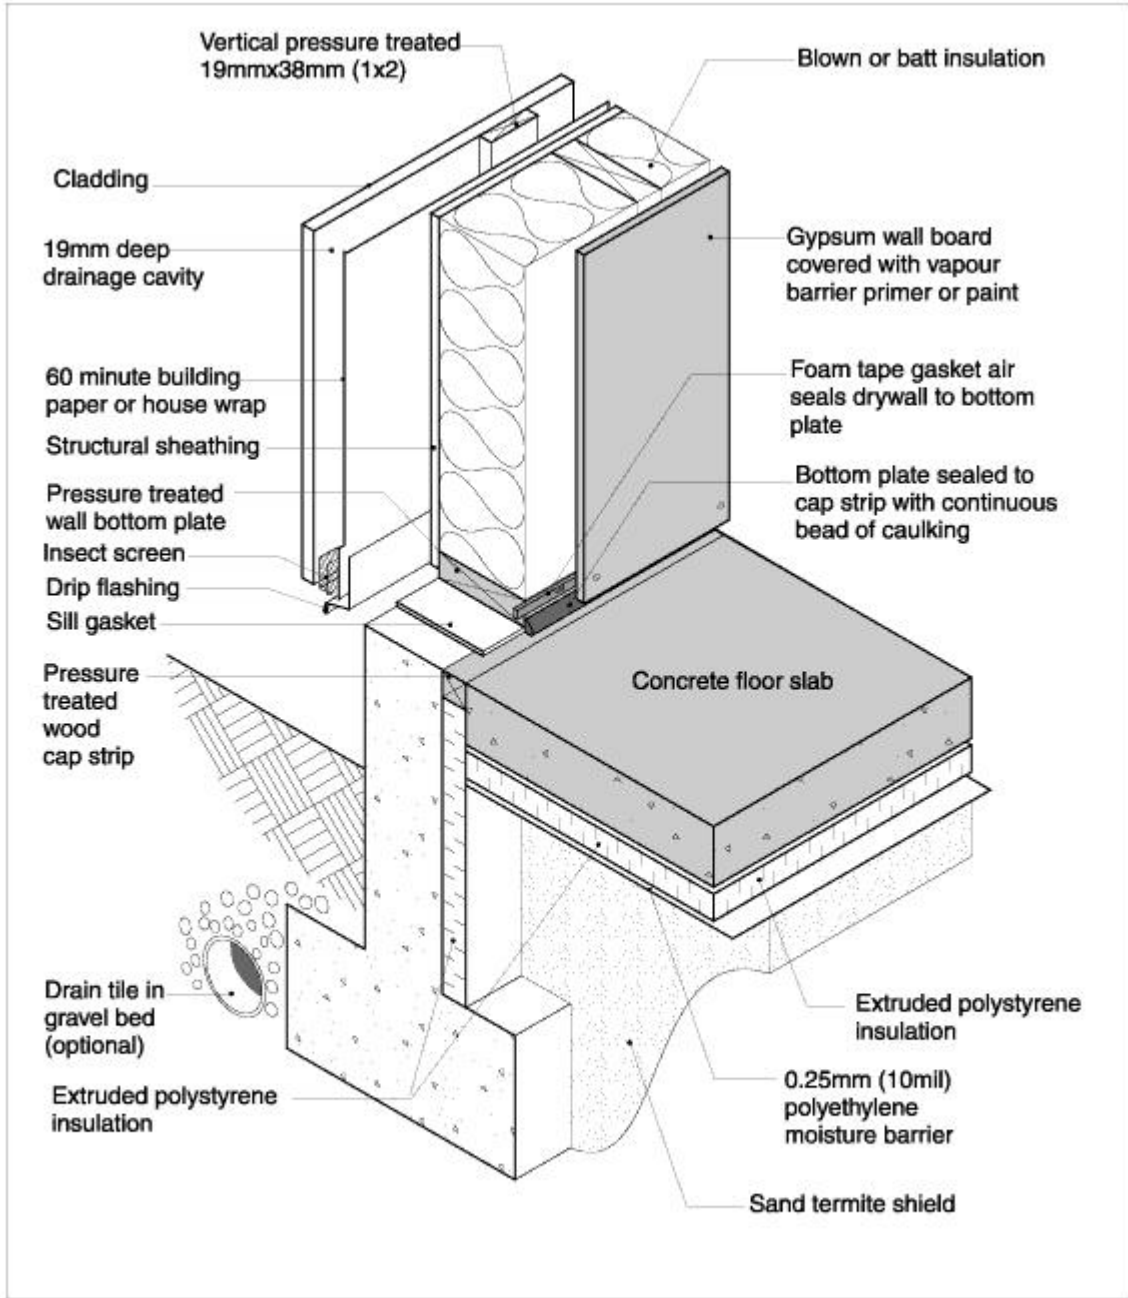 Vertical pressure treated
19mmx38mm (1x2)
Blown or batt insulation
Cladding
19mm deep
drainage cavity
Gypsum wall board
covered with vapour
barrier primer or paint
60 minute building
paper or house wrap
Foam tape gasket air
seals drywall to bottom
plate
Structural sheathing
Pressure treated
wall bottom plate
Bottom plate sealed to
cap strip with continuous
bead of caulking
Insect screen
Drip flashing
Sill gasket
Pressure
treated
wood
cap strip
Concrete floor slab
Drain tile in
gravel bed
(optional)
Extruded polystyrene
insulation
Extruded polystyrene
insulation
0.25mm (10mil)
polyethylene
moisture barrier
Sand termite shield